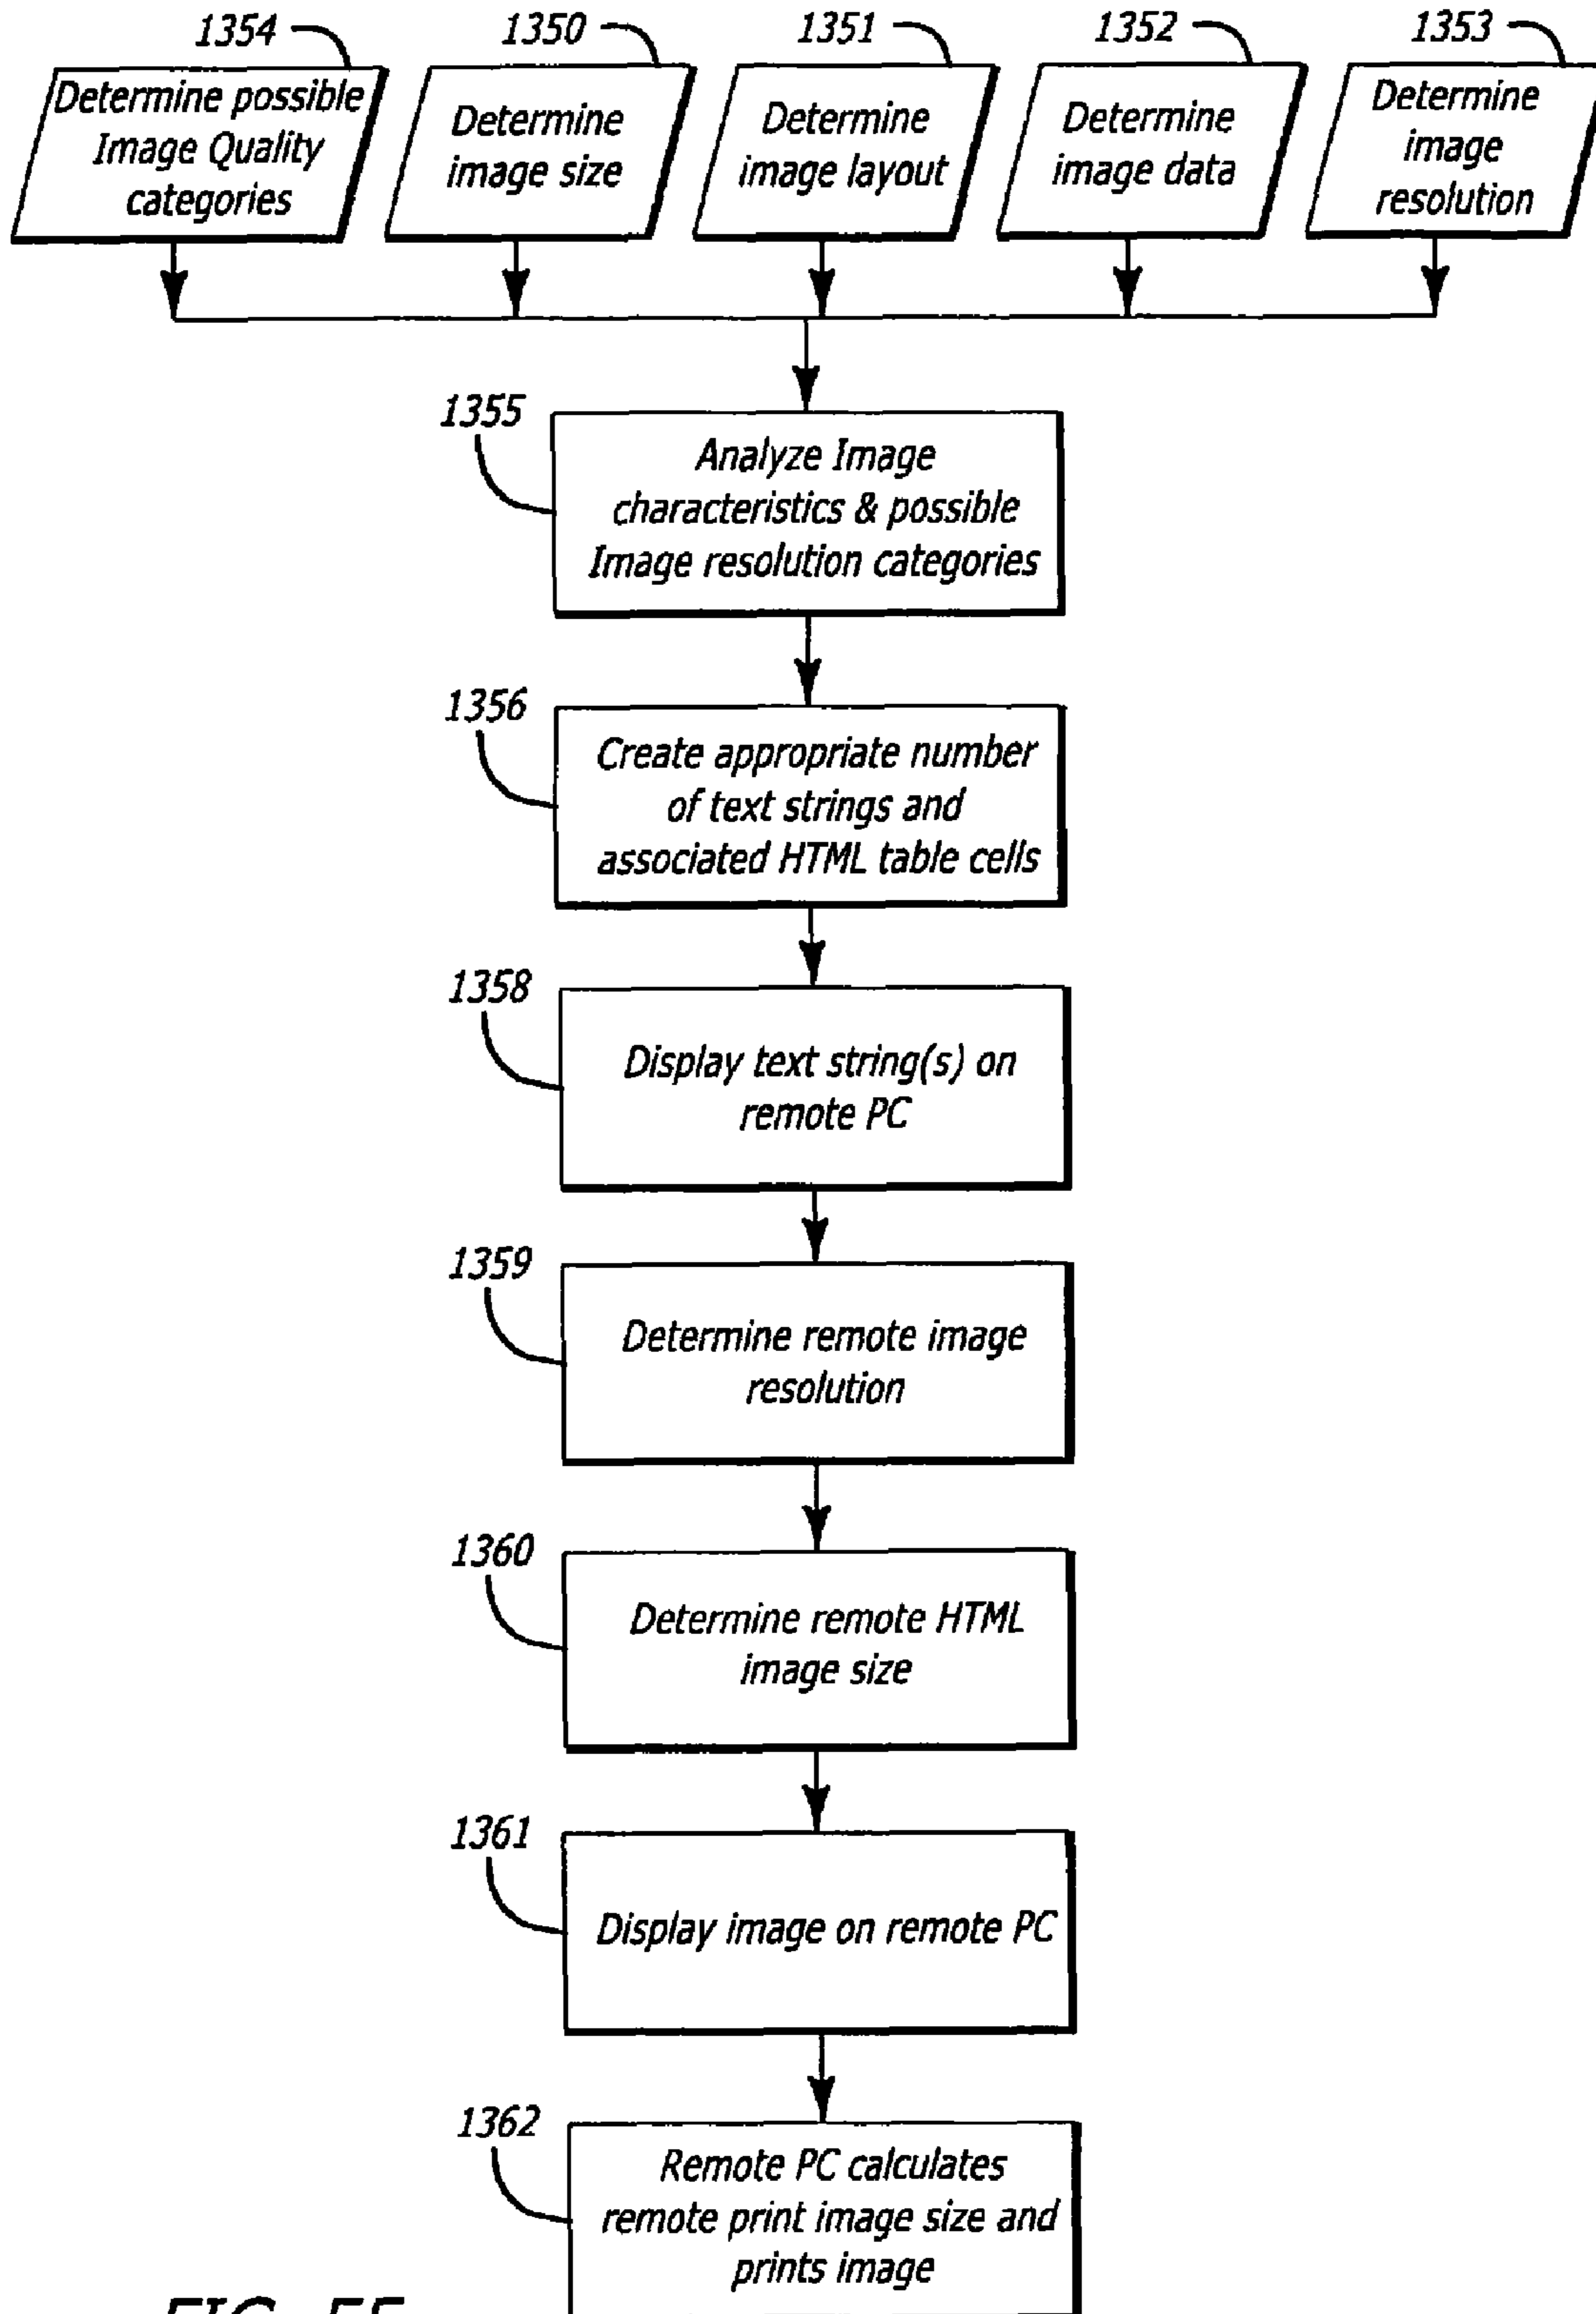 1354
1350
1351
1352
1353
Determine possible
Image Quality
categories
Determine
image size
Determine
image layout
Determine
image data
Determine
image
resolution
1355
Analyze Image
characteristics & possible
Image resolution categories
1356
Create appropriate number
of text strings and
associated HTML table cells
1358
Display text string(s) on
remote PC
1359
Determine remote image
resolution
1360
Determine remote HTML
image size
1361
Display image on remote PC
1362
Remote PC calculates
remote print image size and
prints image